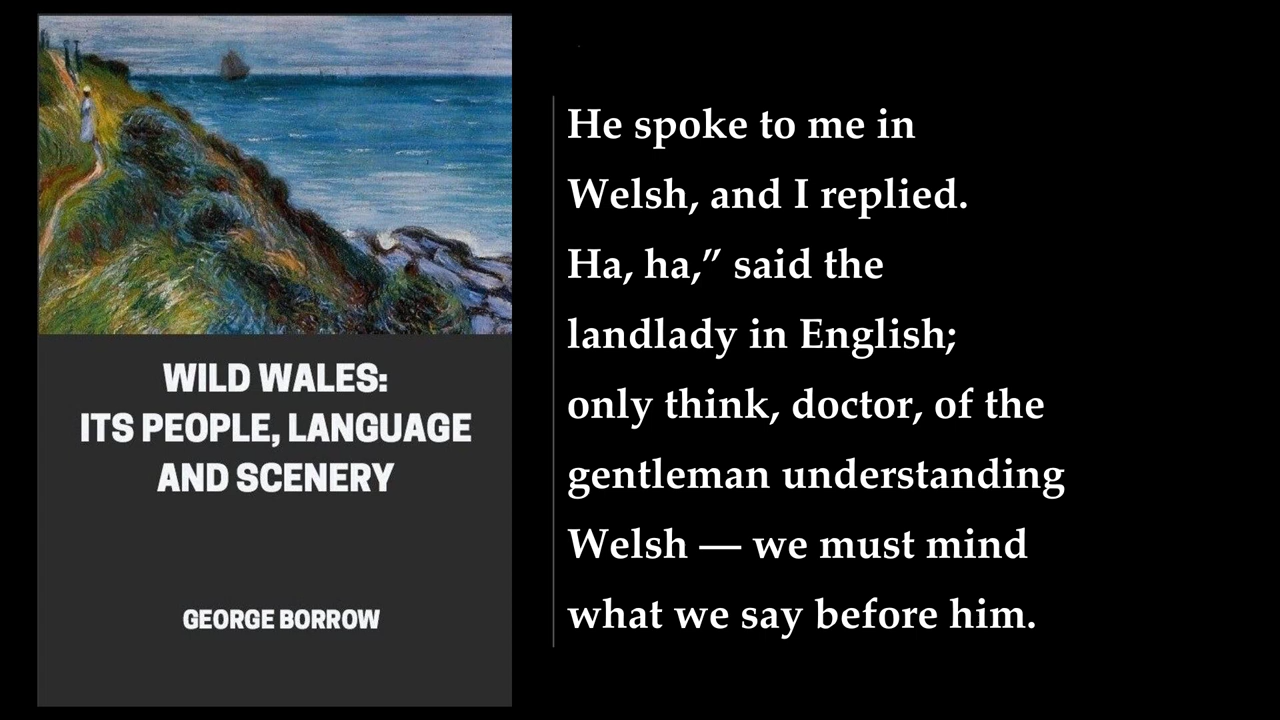 WILD WALES:
ITS PEOPLE, LANGUAGE
AND SCENERY
GEORGE BORROW
He spoke to me in
Welsh, and I replied.
Ha, ha,” said the
landlady in English;
only think, doctor, of the
gentleman understanding
Welsh — we must mind
what we say before him.